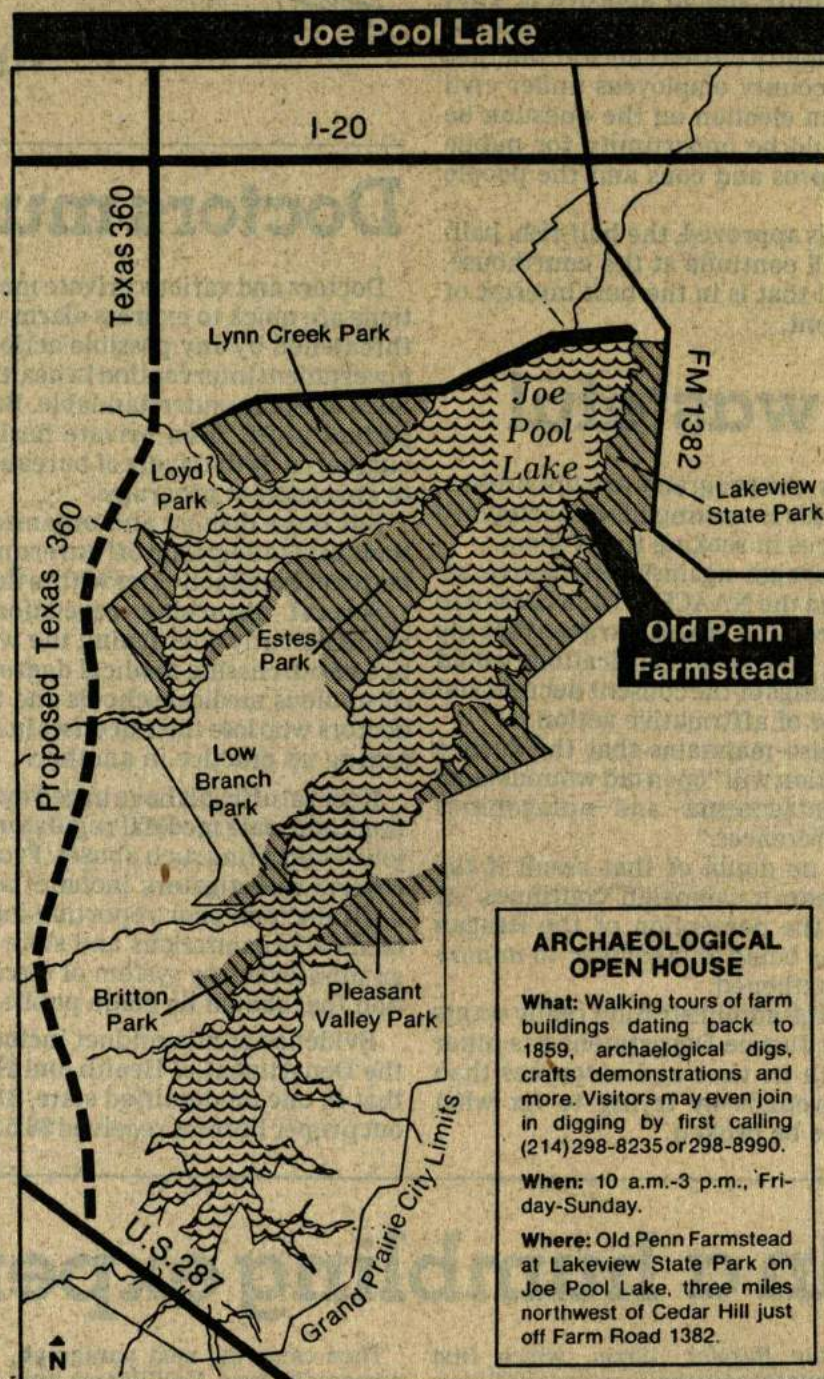 Joe Pool Lake
I-20
Texas 360
Lynn Creek Park
Joe
Pool
Lake
FM 1382
Loyd
Park
Lakeview
State Park
Proposed Texas 360
Estes
Park
Old Penn
Farmstead
Low
Branch
Park
Britton
Park
Pleasant
Valley Park
U.S.287
Grand Prairie City Limits
N
ARCHAEOLOGICAL
OPEN HOUSE
What: Walking tours of farm
buildings dating back to
1859, archaelogical digs,
crafts demonstrations and
more. Visitors may even join
in digging by first calling
(214)298-8235 or 298-8990.
When: 10 a.m.-3 p.m., Fri-
day-Sunday.
Where: Old Penn Farmstead
at Lakeview State Park on
Joe Pool Lake, three miles
northwest of Cedar Hill just
off Farm Road 1382.